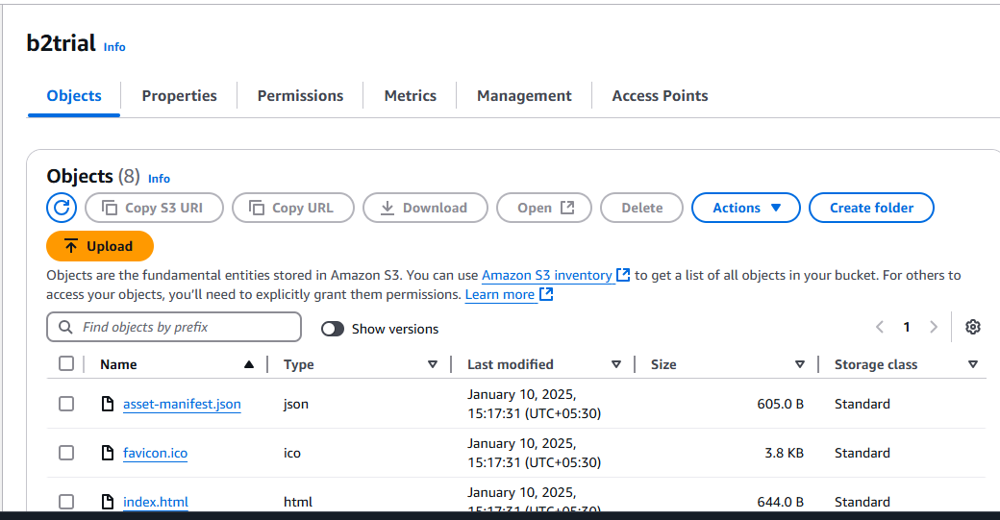 b2trial Info
Objects Properties Permissions Metrics Management Access Points
Objects (8) Info
Copy S3 URI Copy URL Download Open Delete Actions Create folder
Upload
Objects are the fundamental entities stored in Amazon S3. You can use Amazon S3 inventory to get a list of all objects in your bucket. For others to
access your objects, you'll need to explicitly grant them permissions. Learn more
Find objects by prefix Show versions 1
Name Type Last modified Size Storage class
asset-manifest.json json January 10, 2025, 605.0 B Standard
15:17:31 (UTC+05:30)
favicon.ico ico January 10, 2025, 3.8 KB Standard
15:17:31 (UTC+05:30)
index.html html January 10, 2025, 644.0 B Standard
15:17:31 (UTC+05:30)